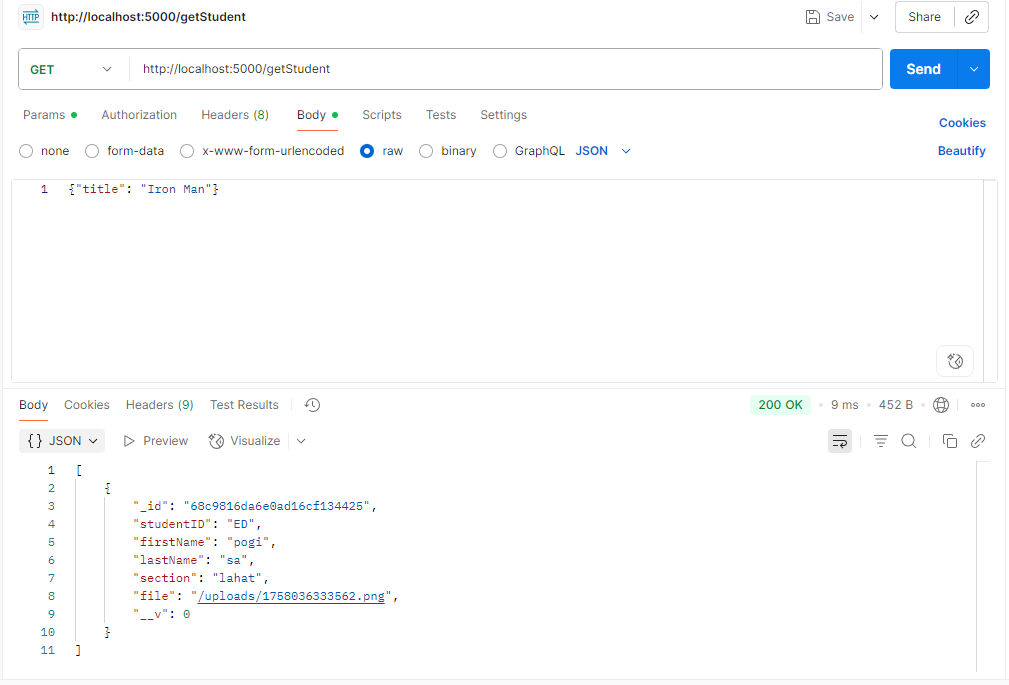 HTTP http://localhost:5000/getStudent Save Share
GET http://localhost:5000/getStudent Send
Params Authorization Headers (8) Body Scripts Tests Settings Cookies
none form-data x-www-form-urlencoded raw binary GraphQL JSON Beautify
1 {"title": "Iron Man"}
Body Cookies Headers (9) Test Results 200 OK 9 ms 452 B
{} JSON Preview Visualize
1 [
2 {
3 "_id": "68c9816da6e0ad16cf134425",
4 "studentID": "ED",
5 "firstName": "pogi",
6 "lastName": "sa",
7 "section": "lahat",
8 "file": "/uploads/1758036333562.png",
9 "__v": 0
10 }
11 ]